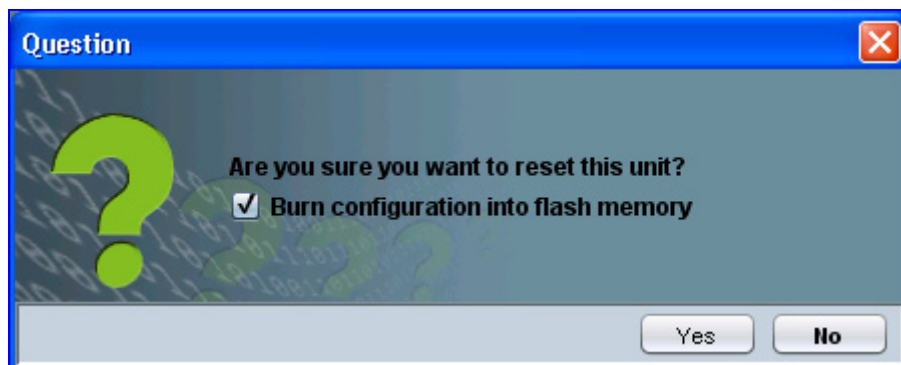 Question
Are you sure you want to reset this unit?
Burn configuration into flash memory
Yes No